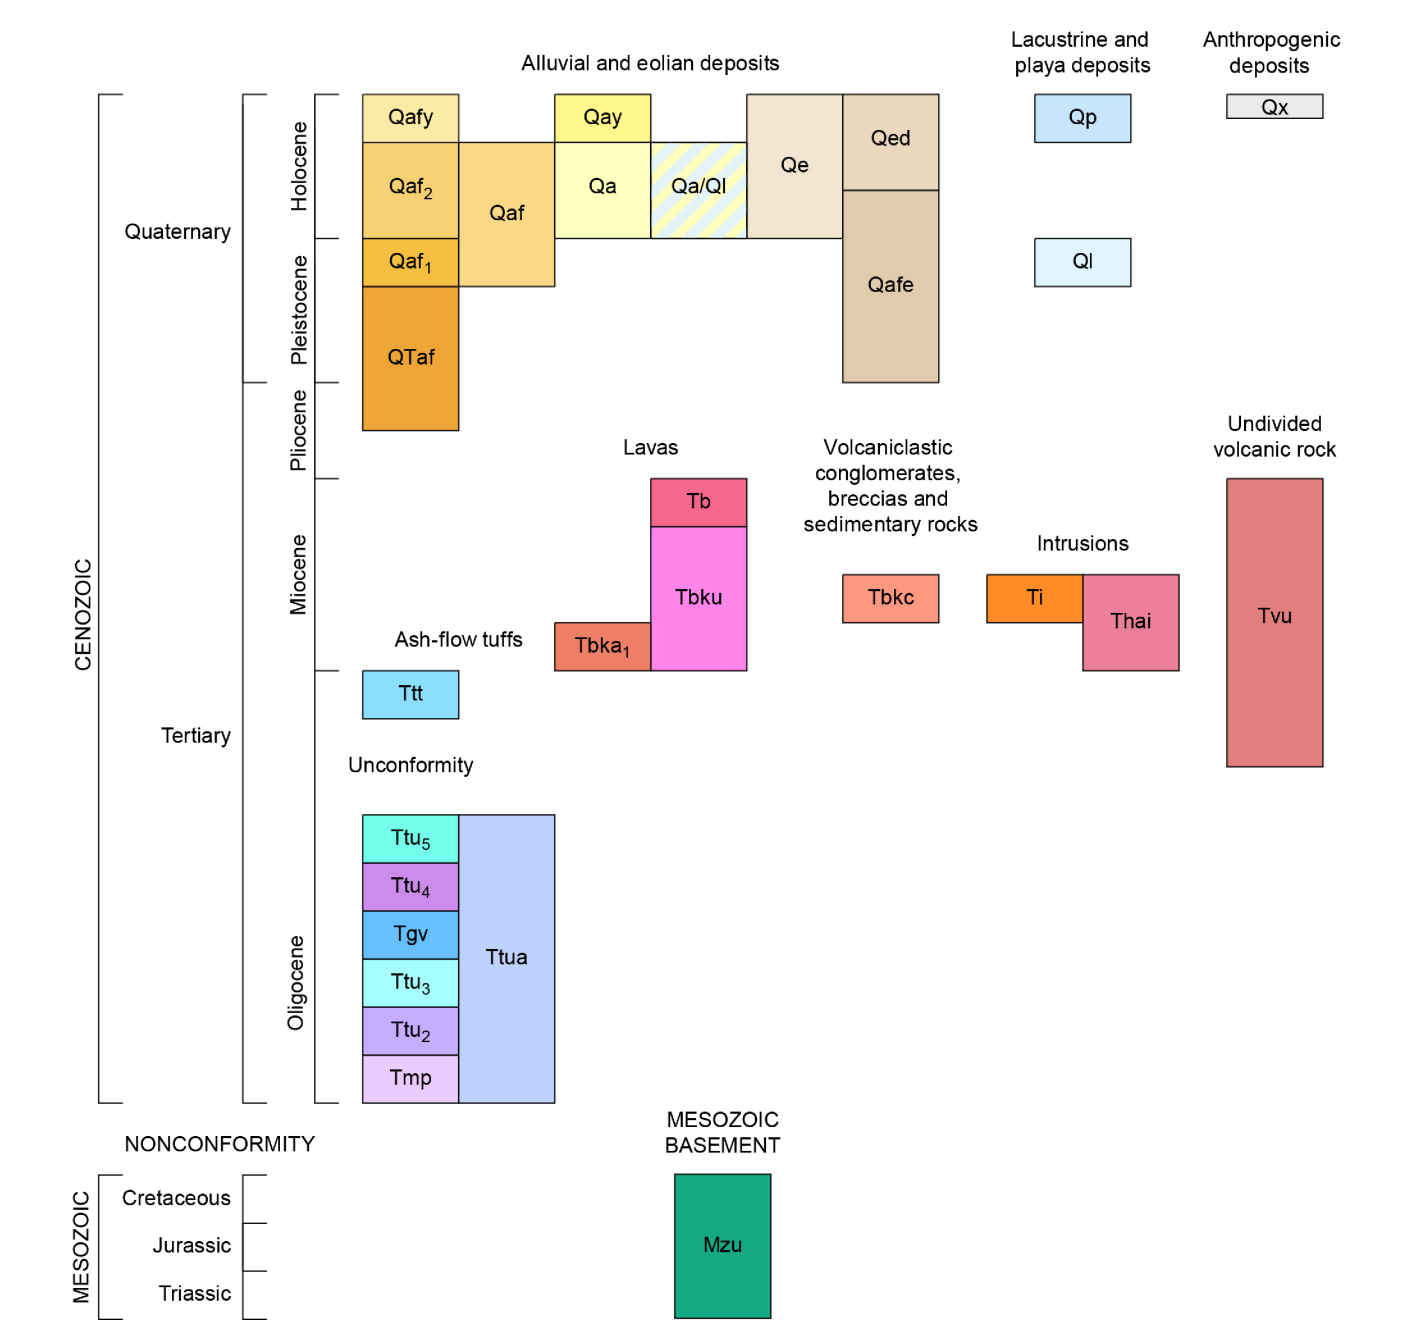 Alluvial and eolian deposits
Lacustrine and
playa deposits
Anthropogenic
deposits
Qafy
Qay
Qe
Qed
Qp
Qx
Holocene
Qaf2
Qaf
Qa
Qa/Ql
Quaternary
Pleistocene
Qaf1
Qafe
Ql
QTaf
Pliocene
Lavas
Volcaniclastic
conglomerates,
breccias and
sedimentary rocks
Undivided
volcanic rock
Intrusions
CENOZOIC
Miocene
Tb
Tbku
Tbkc
Ti
Thai
Tvu
Ash-flow tuffs
Tbka1
Ttt
Tertiary
Unconformity
Oligocene
Ttu5
Ttu4
Tgv
Ttua
Ttu3
Ttu2
Tmp
NONCONFORMITY
MESOZOIC
BASEMENT
MESOZOIC
Cretaceous
Jurassic
Triassic
Mzu